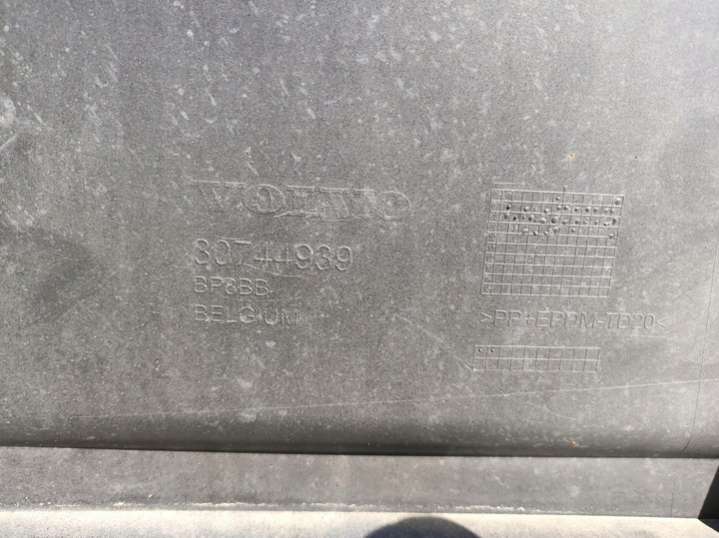 VOLVO
30744939
BP8BB
BELGIUM
>PP+EPDM-TD20<